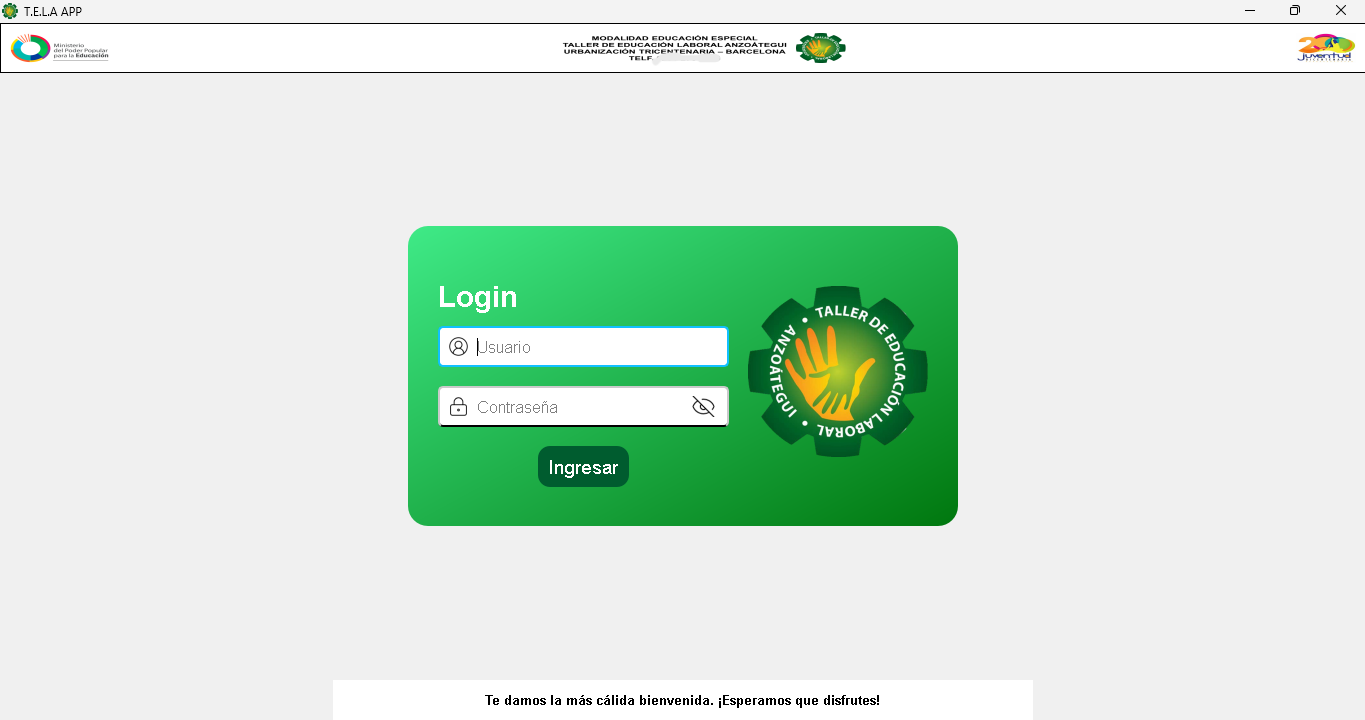 T.E.L.A APP
Ministerio
del Poder Popular
para la Educación
MODALIDAD EDUCACIÓN ESPECIAL
TALLER DE EDUCACIÓN LABORAL ANZOÁTEGUI
URBANIZACIÓN TRICENTENARIA – BARCELONA
TELF.
Juventud
Login
Usuario
Contraseña
Ingresar
• TALLER DE EDUCACIÓN LABORAL • ANZOÁTEGUI
Te damos la más cálida bienvenida. ¡Esperamos que disfrutes!